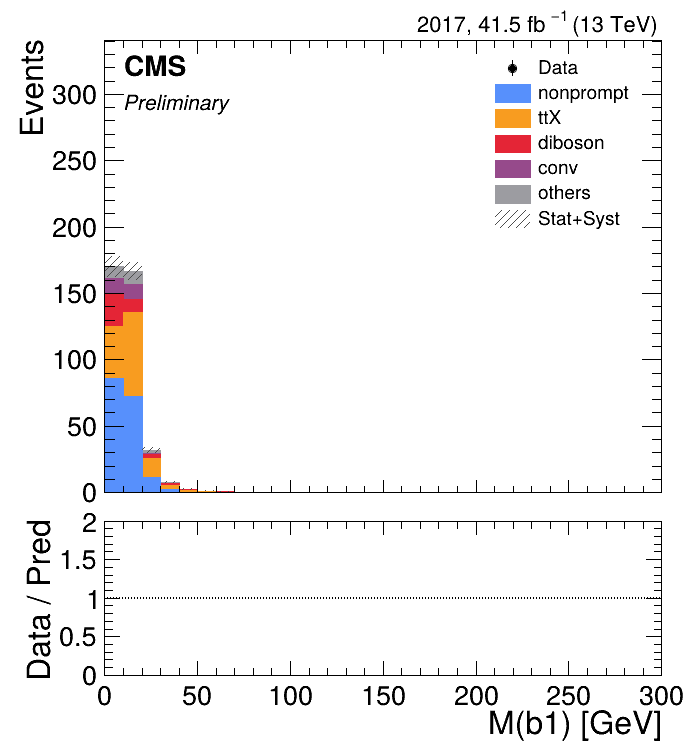 2017, 41.5 fb⁻¹ (13 TeV)
CMS
Preliminary
Data
nonprompt
ttX
diboson
conv
others
Stat+Syst
Events
300
250
200
150
100
50
0
Data / Pred
2
1.5
1
0.5
0
0 50 100 150 200 250 300
M(b1) [GeV]